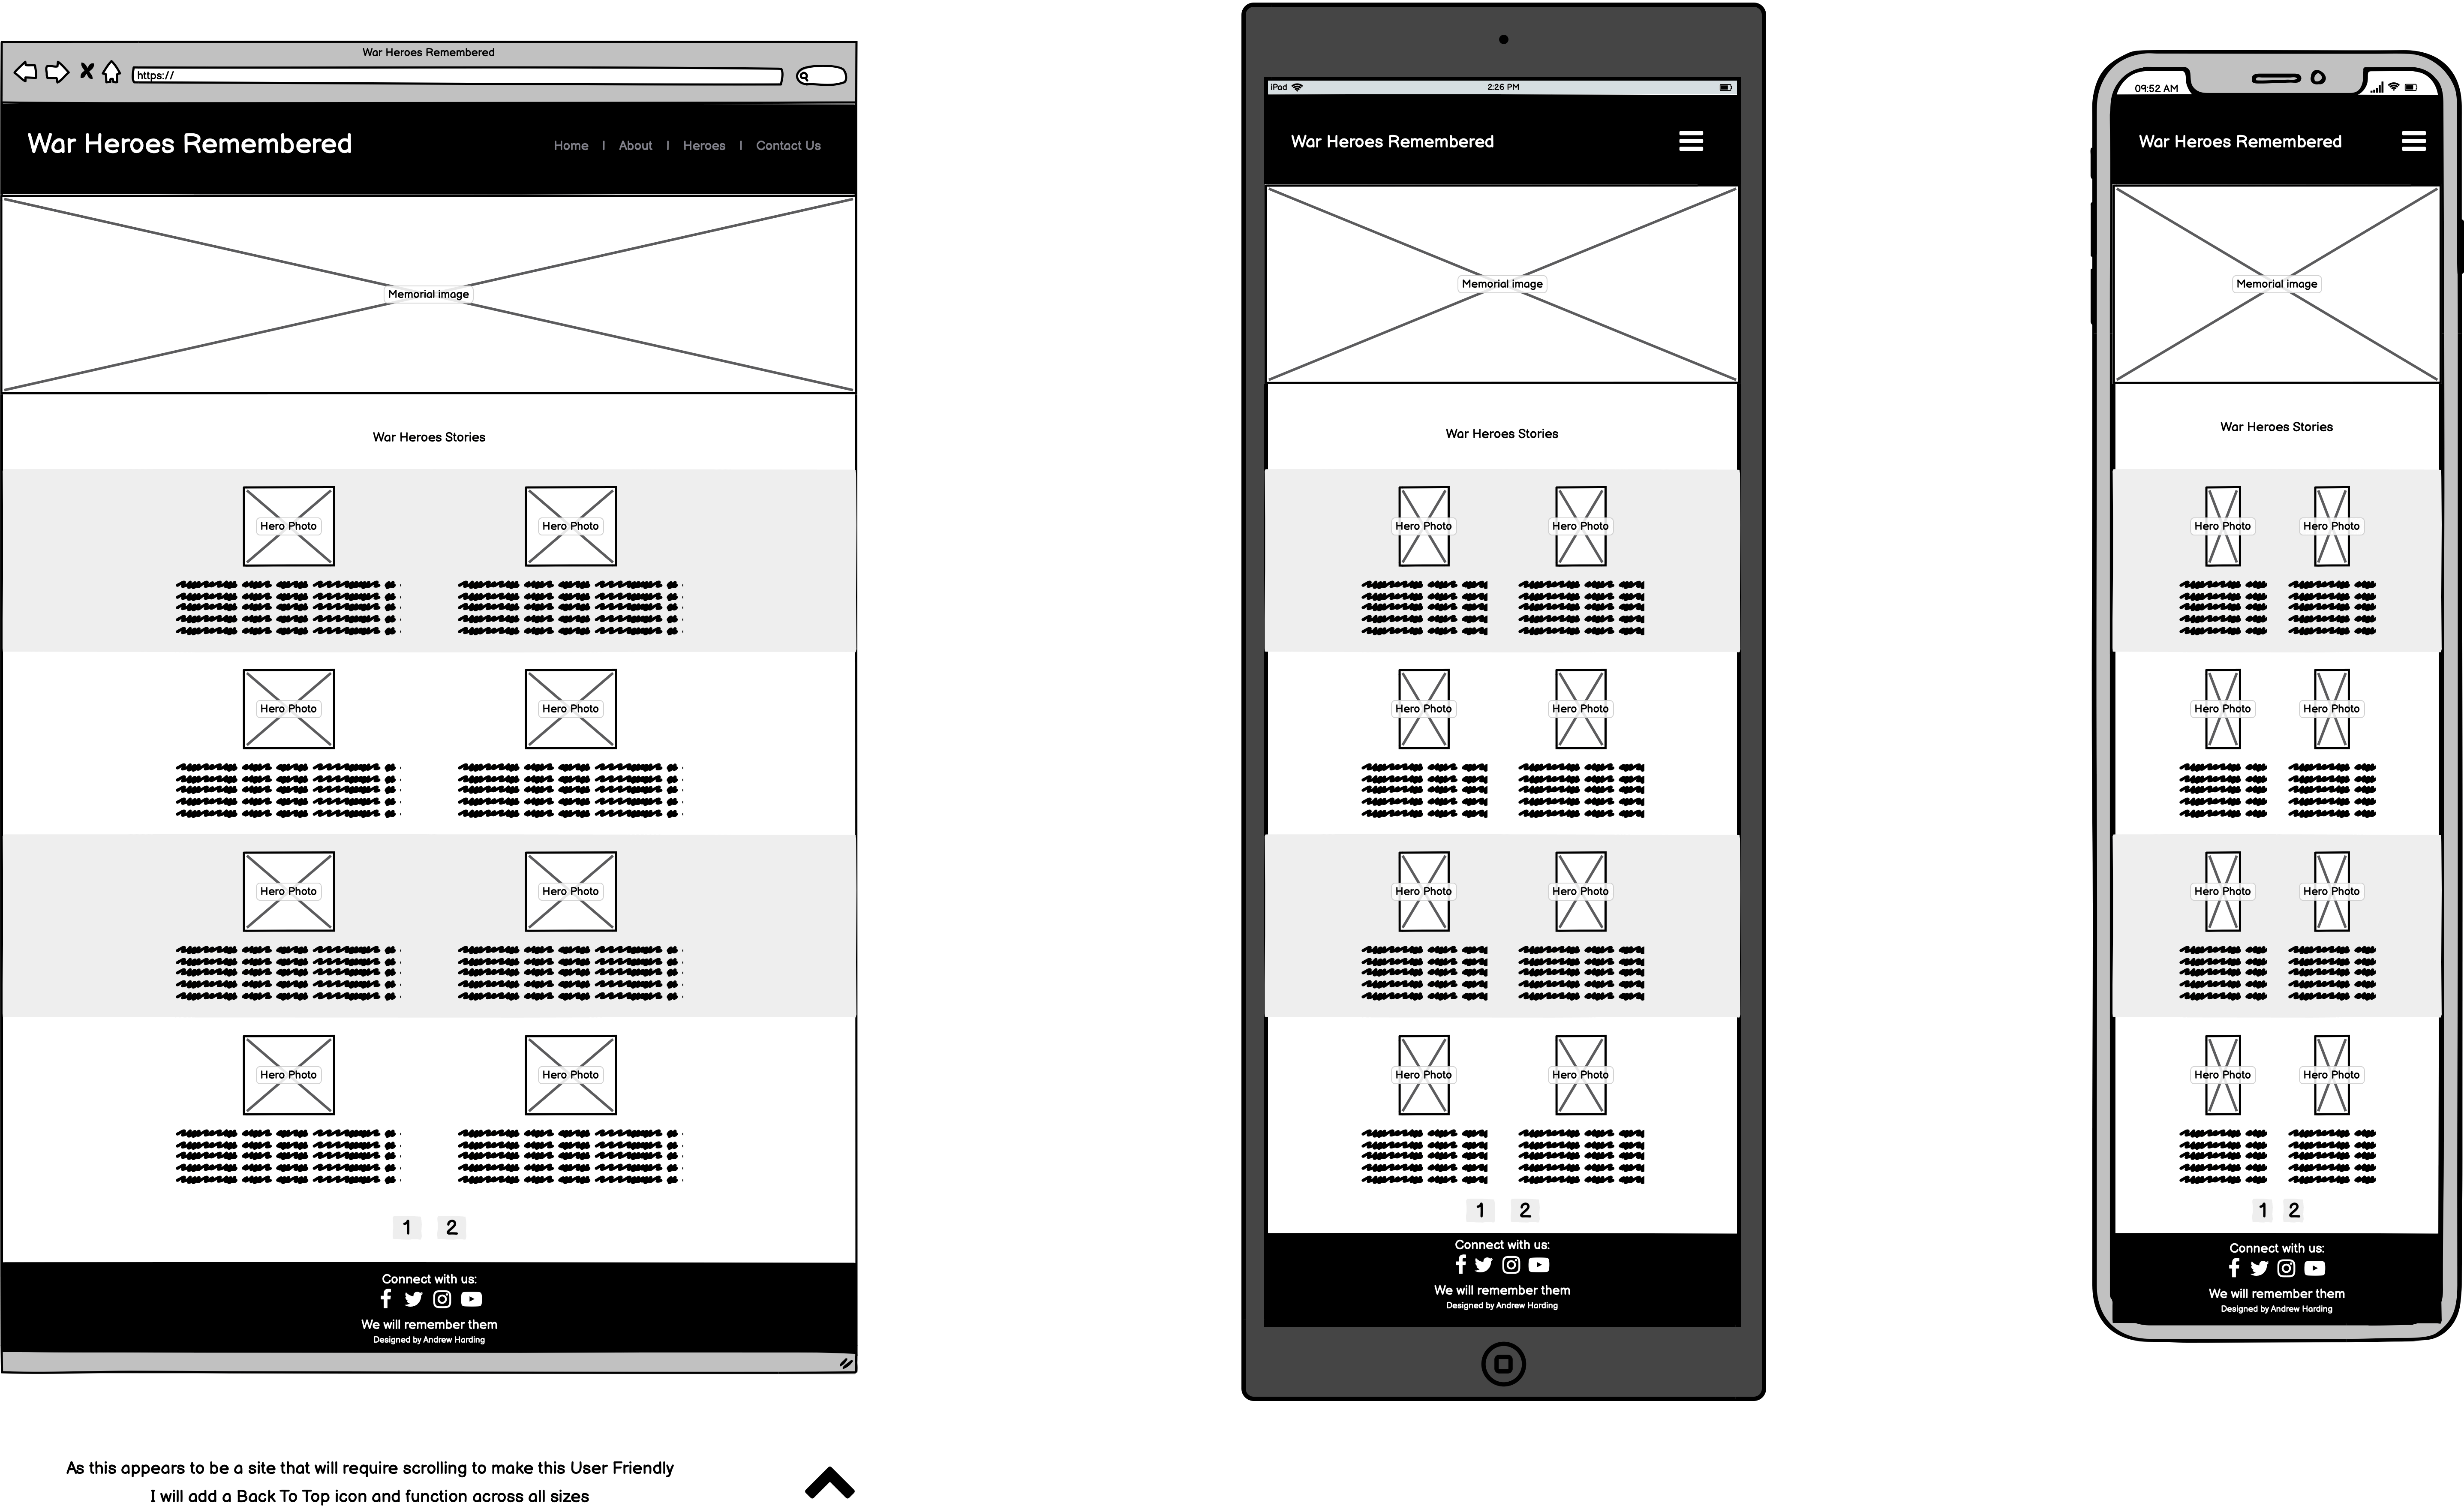 War Heroes Remembered
https://
War Heroes Remembered
Home | About | Heroes | Contact Us
Memorial image
War Heroes Stories
Hero Photo Hero Photo
Hero Photo Hero Photo
Hero Photo Hero Photo
Hero Photo Hero Photo
1 2
Connect with us:
We will remember them
Designed by Andrew Harding
As this appears to be a site that will require scrolling to make this User Friendly
I will add a Back To Top icon and function across all sizes
iPad 2:26 PM
War Heroes Remembered
Memorial image
War Heroes Stories
Hero Photo Hero Photo
Hero Photo Hero Photo
Hero Photo Hero Photo
Hero Photo Hero Photo
1 2
Connect with us:
We will remember them
Designed by Andrew Harding
09:52 AM
War Heroes Remembered
Memorial image
War Heroes Stories
Hero Photo Hero Photo
Hero Photo Hero Photo
Hero Photo Hero Photo
Hero Photo Hero Photo
1 2
Connect with us:
We will remember them
Designed by Andrew Harding